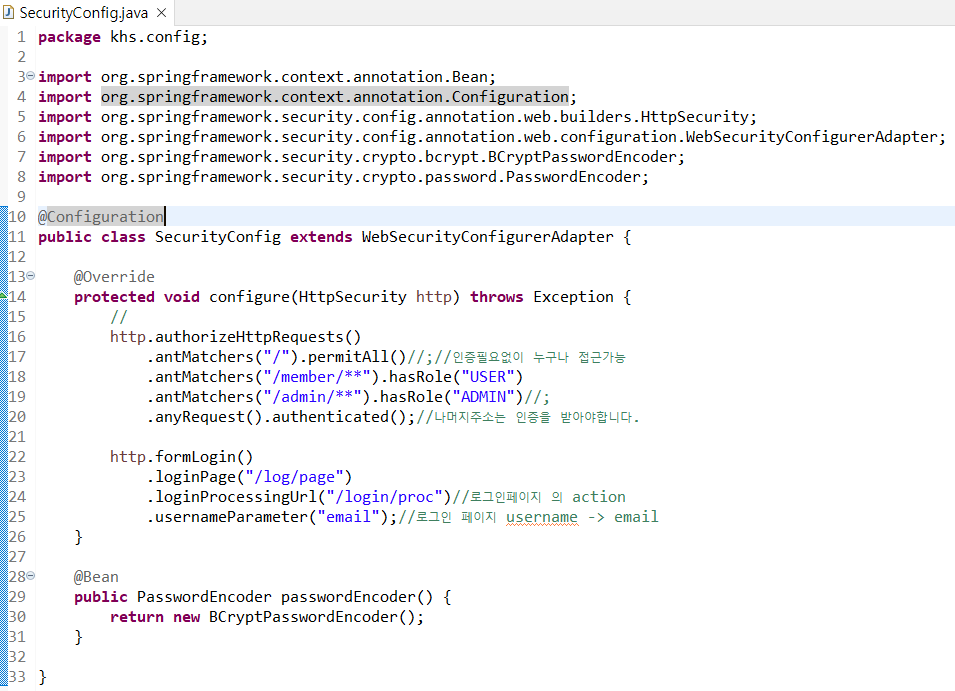 SecurityConfig.java
1 package khs.config;
2
3 import org.springframework.context.annotation.Bean;
4 import org.springframework.context.annotation.Configuration;
5 import org.springframework.security.config.annotation.web.builders.HttpSecurity;
6 import org.springframework.security.config.annotation.web.configuration.WebSecurityConfigurerAdapter;
7 import org.springframework.security.crypto.bcrypt.BCryptPasswordEncoder;
8 import org.springframework.security.crypto.password.PasswordEncoder;
9
10 @Configuration
11 public class SecurityConfig extends WebSecurityConfigurerAdapter {
12
13     @Override
14     protected void configure(HttpSecurity http) throws Exception {
15         //
16         http.authorizeHttpRequests()
17             .antMatchers("/").permitAll()//;//인증필요없이 누구나 접근가능
18             .antMatchers("/member/**").hasRole("USER")
19             .antMatchers("/admin/**").hasRole("ADMIN")//;
20             .anyRequest().authenticated();//나머지주소는 인증을 받아야합니다.
21
22         http.formLogin()
23             .loginPage("/log/page")
24             .loginProcessingUrl("/login/proc")//로그인페이지 의 action
25             .usernameParameter("email");//로그인 페이지 username -> email
26     }
27
28     @Bean
29     public PasswordEncoder passwordEncoder() {
30         return new BCryptPasswordEncoder();
31     }
32
33 }